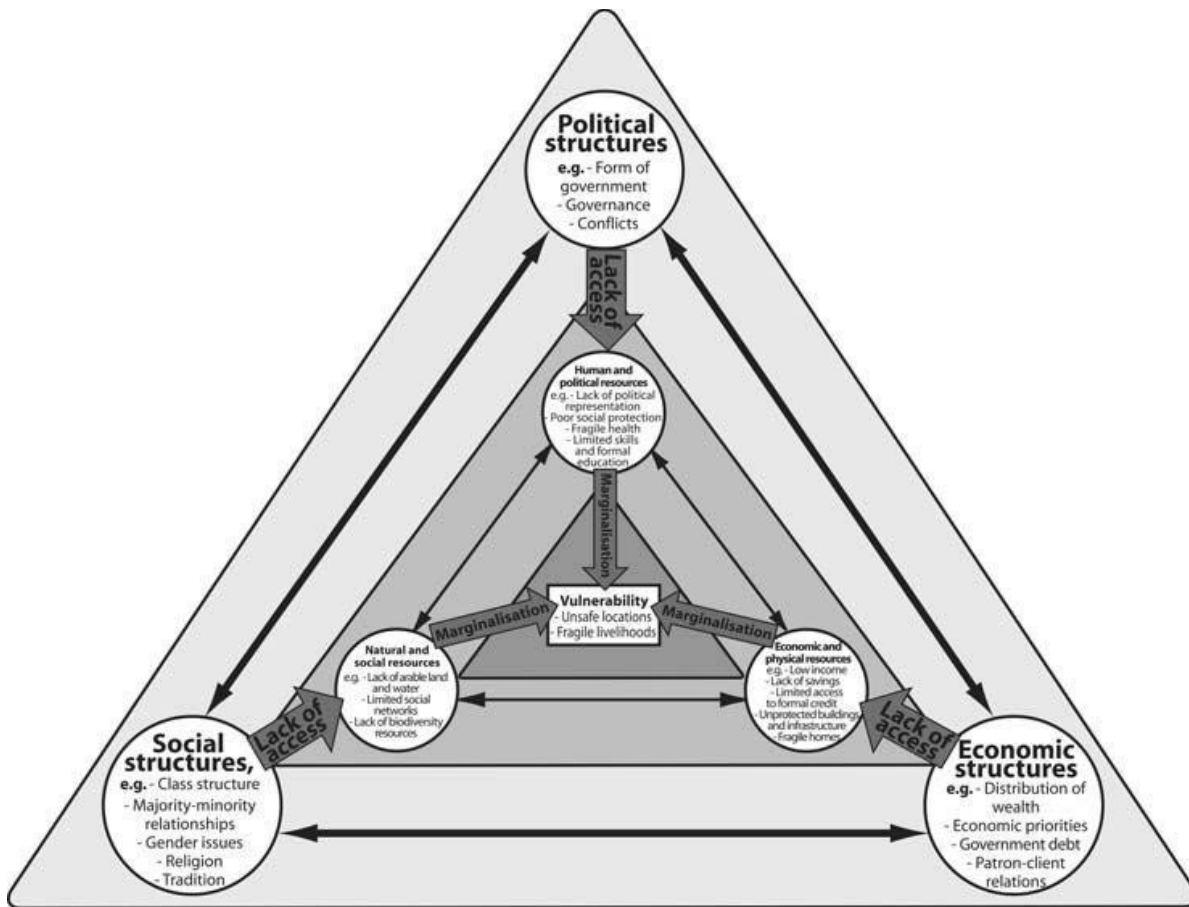 Political
structures
e.g. - Form of
government
- Governance
- Conflicts
Lack of
access
Human and
political resources
e.g. - Lack of political
representation
- Poor social protection
- Fragile health
- Limited skills
and formal
education
Marginalisation
Vulnerability
- Unsafe locations
- Fragile livelihoods
Marginalisation
Marginalisation
Natural and
social resources
e.g. - Lack of arable land
and water
- Limited social
networks
- Lack of biodiversity
resources
Economic and
physical resources
e.g. - Low income
- Lack of savings
- Limited access
to formal credit
- Unprotected buildings
and infrastructure
- Fragile homes
Lack of
access
Lack of
access
Social
structures,
e.g. - Class structure
- Majority-minority
relationships
- Gender issues
- Religion
- Tradition
Economic
structures
e.g. - Distribution of
wealth
- Economic priorities
- Government debt
- Patron-client
relations